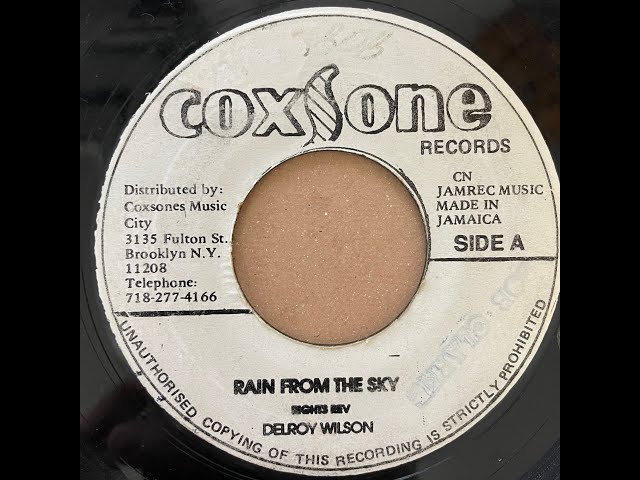 coxsone
RECORDS
CN
JAMREC MUSIC
MADE IN
JAMAICA
SIDE A
Distributed by:
Coxsones Music
City
3135 Fulton St.
Brooklyn N.Y.
11208
Telephone:
718-277-4166
RAIN FROM THE SKY
RIGHTS REV
DELROY WILSON
UNAUTHORISED COPYING OF THIS RECORDING IS STRICTLY PROHIBITED